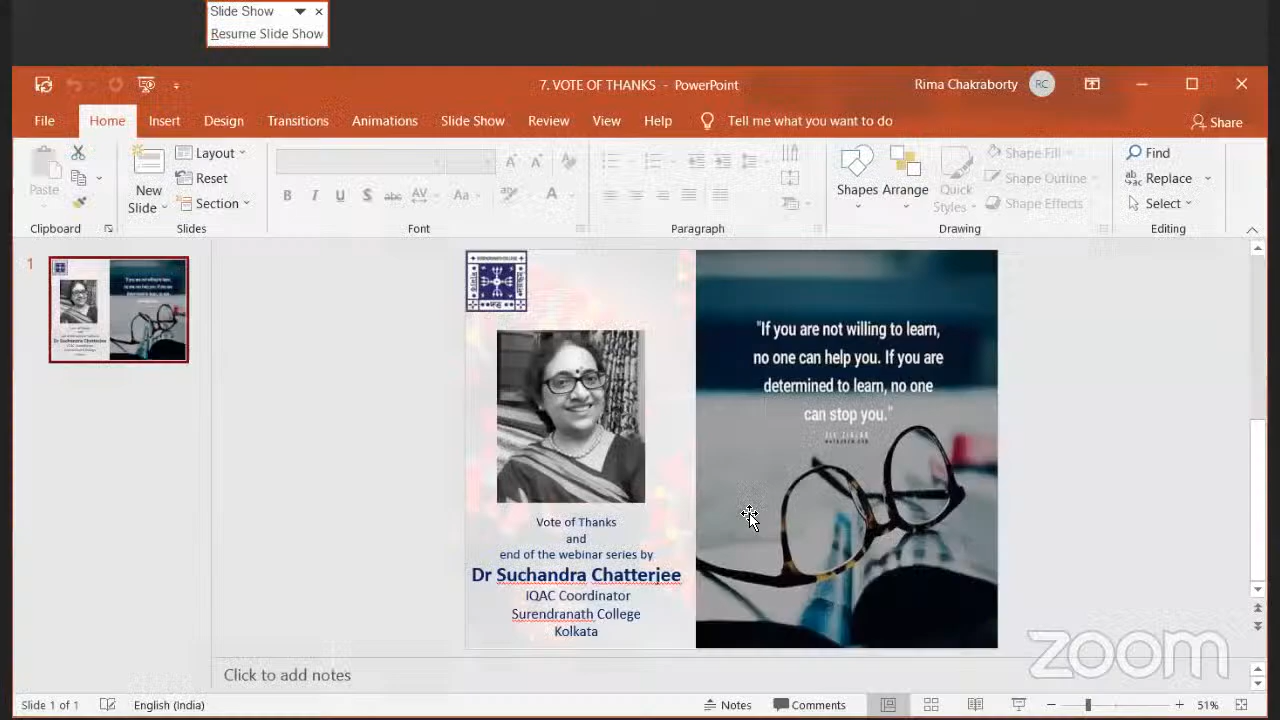 Slide Show
Resume Slide Show
7. VOTE OF THANKS - PowerPoint
Rima Chakraborty RC
File Home Insert Design Transitions Animations Slide Show Review View Help Tell me what you want to do Share
Paste
New
Slide
Layout
Reset
Section
B I U S abc AV Aa A
Shapes
Arrange
Quick
Styles
Shape Fill
Shape Outline
Shape Effects
Find
Replace
Select
Clipboard Slides Font Paragraph Drawing Editing
1
SURENDRANATH COLLEGE
"If you are not willing to learn,
no one can help you. If you are
determined to learn, no one
can stop you."
Vote of Thanks
and
end of the webinar series by
Dr Suchandra Chatterjee
IQAC Coordinator
Surendranath College
Kolkata
zoom
Click to add notes
Slide 1 of 1 English (India) Notes Comments 51%